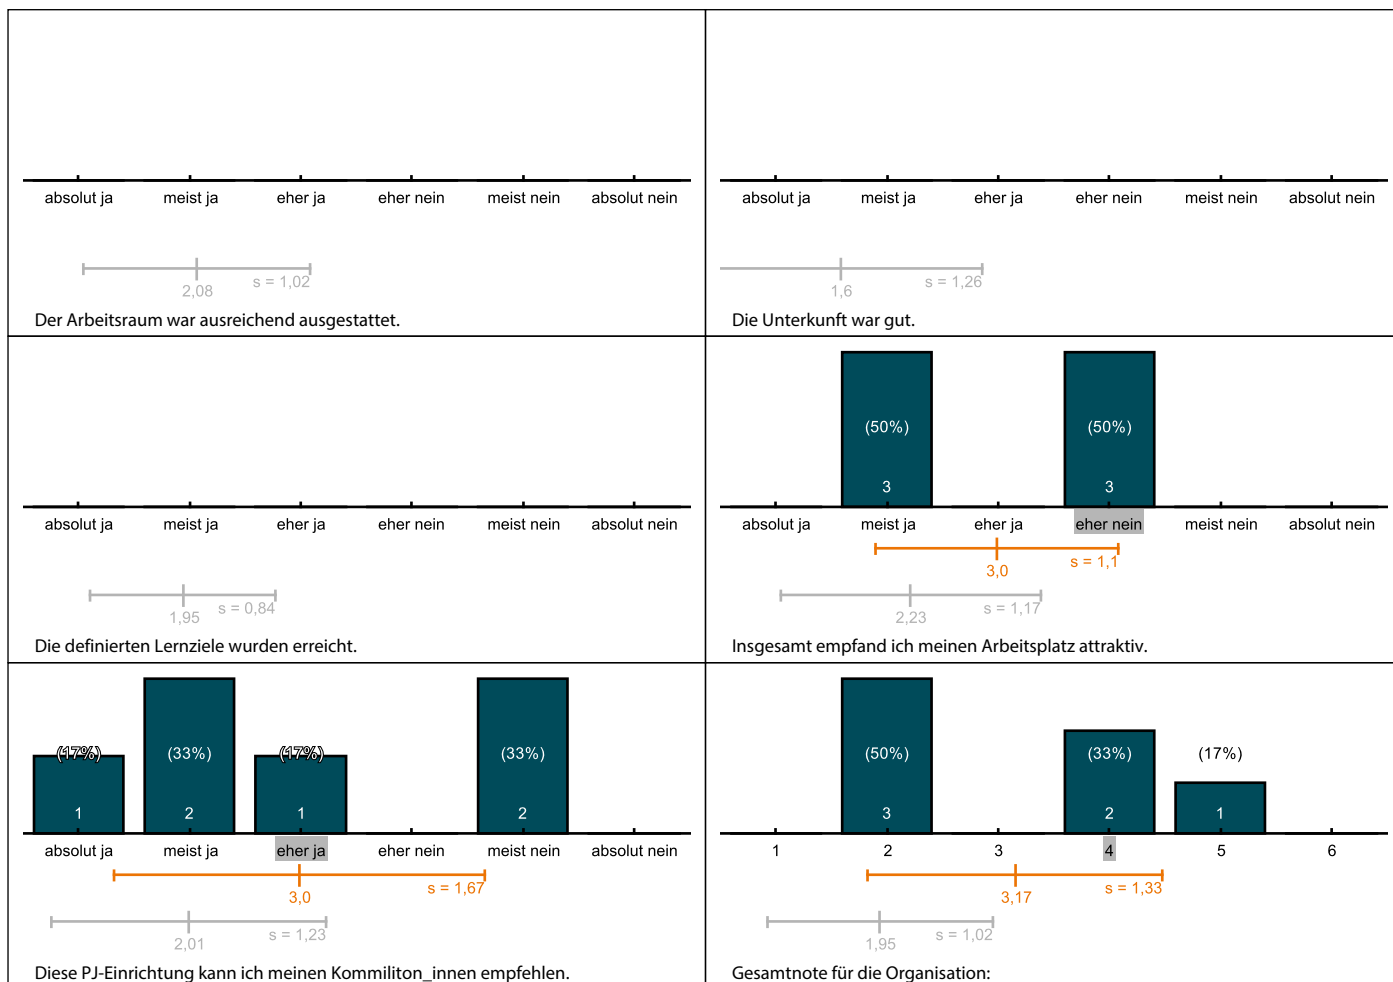 absolut ja meist ja eher ja eher nein meist nein absolut nein
s = 1,02
2,08
Der Arbeitsraum war ausreichend ausgestattet.
absolut ja meist ja eher ja eher nein meist nein absolut nein
s = 1,26
1,6
Die Unterkunft war gut.
absolut ja meist ja eher ja eher nein meist nein absolut nein
s = 0,84
1,95
Die definierten Lernziele wurden erreicht.
(50%) (50%)
3 3
absolut ja meist ja eher ja eher nein meist nein absolut nein
s = 1,1
3,0
s = 1,17
2,23
Insgesamt empfand ich meinen Arbeitsplatz attraktiv.
(17%) (33%) (17%) (33%)
1 2 1 2
absolut ja meist ja eher ja eher nein meist nein absolut nein
s = 1,67
3,0
s = 1,23
2,01
Diese PJ-Einrichtung kann ich meinen Kommiliton_innen empfehlen.
(50%) (33%) (17%)
3 2 1
1 2 3 4 5 6
s = 1,33
3,17
s = 1,02
1,95
Gesamtnote für die Organisation: